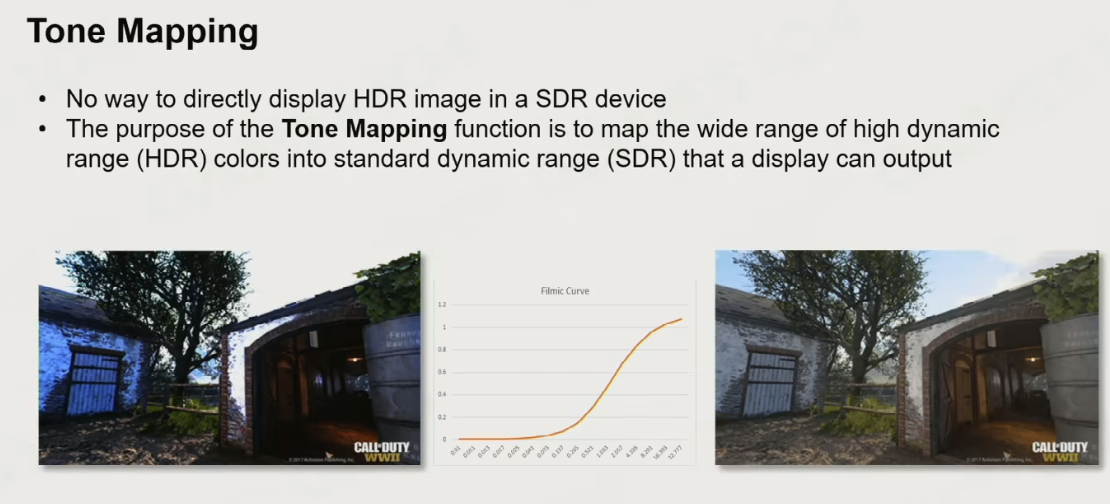 Tone Mapping
• No way to directly display HDR image in a SDR device
• The purpose of the Tone Mapping function is to map the wide range of high dynamic
range (HDR) colors into standard dynamic range (SDR) that a display can output
Filmic Curve
1.2
1
0.8
0.6
0.4
0.2
0
CALL OF DUTY
WWII
CALL OF DUTY
WWII